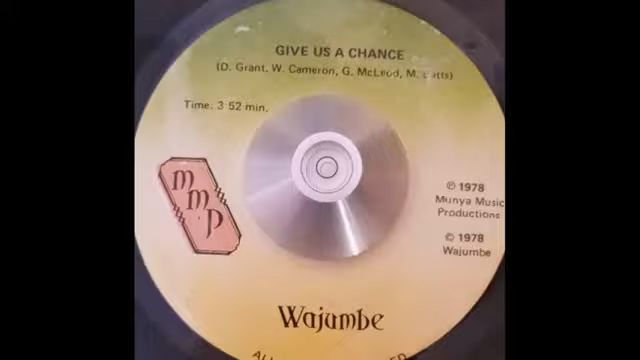 GIVE US A CHANCE
(D. Grant, W. Cameron, G. McLeod, M.
Time: 3 52 min.
mmp
℗ 1978
Munya Music
Productions
© 1978
Wajumbe
Wajumbe